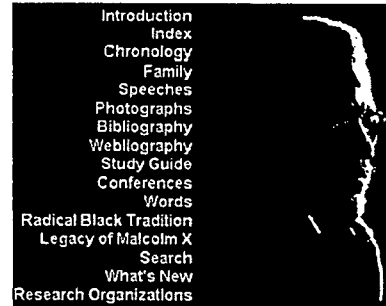 Introduction
Index
Chronology
Family
Speeches
Photographs
Bibliography
Webliography
Study Guide
Conferences
Words
Radical Black Tradition
Legacy of Malcolm X
Search
What's New
Research Organizations